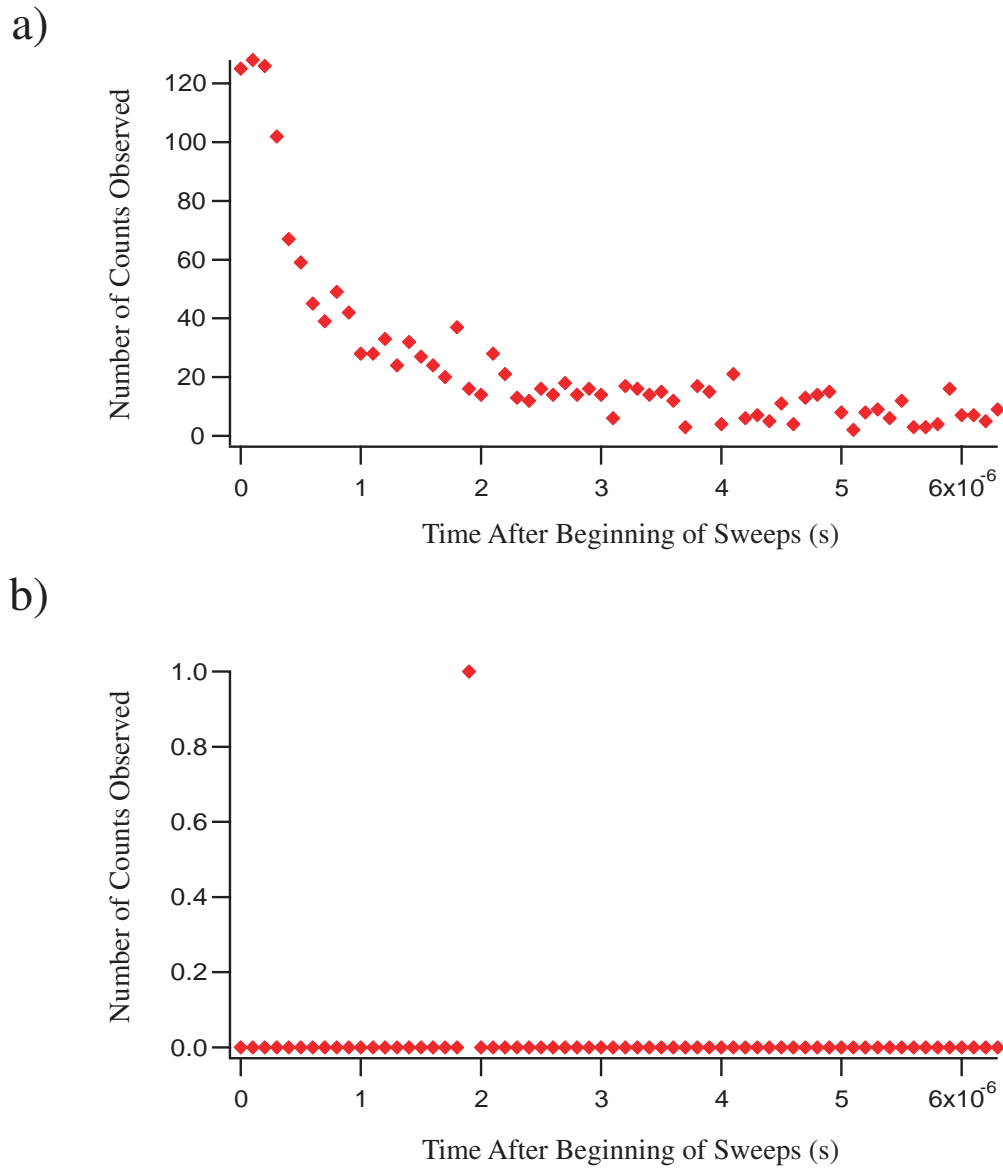 a)
Number of Counts Observed
120
100
80
60
40
20
0
0 1 2 3 4 5 6x10-6
Time After Beginning of Sweeps (s)
b)
Number of Counts Observed
1.0
0.8
0.6
0.4
0.2
0.0
0 1 2 3 4 5 6x10-6
Time After Beginning of Sweeps (s)